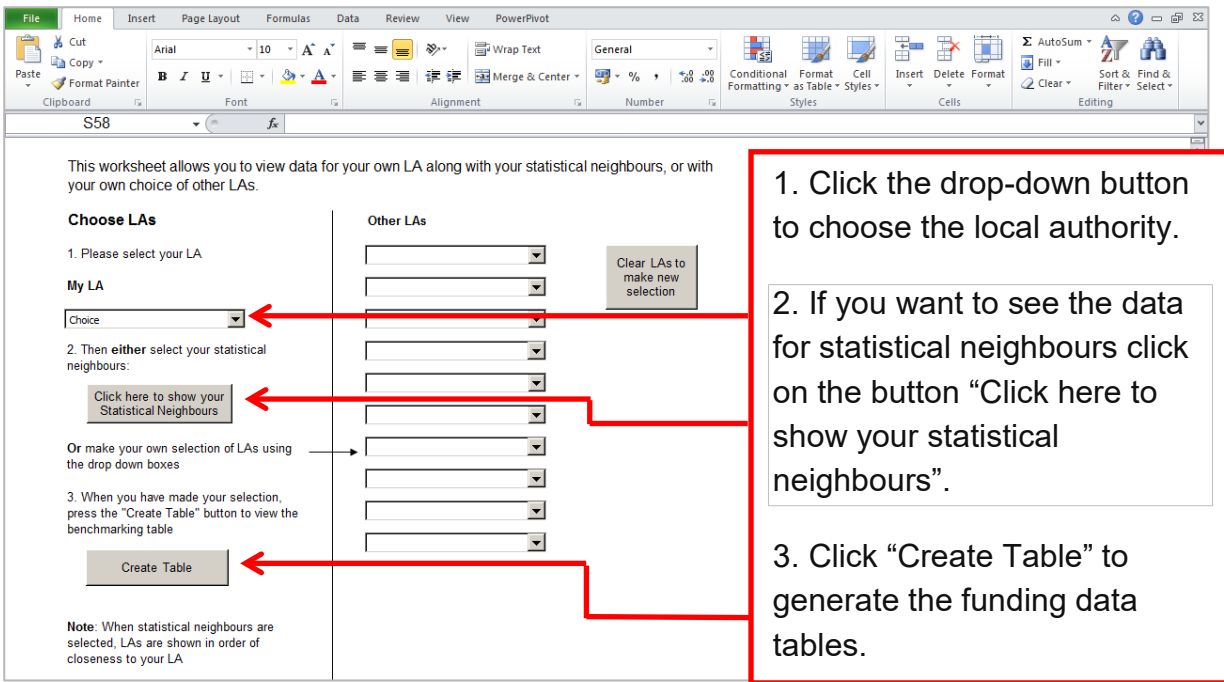 File Home Insert Page Layout Formulas Data Review View PowerPivot
Cut
Copy
Format Painter
Paste
Clipboard
Arial 10 A A
B I U A
Font
Wrap Text
Merge & Center
Alignment
General
% , .0 .00 .00 .0
Number
Conditional Formatting
Format as Table
Cell Styles
Styles
Insert Delete Format
Cells
Σ AutoSum
Fill
Clear
Sort & Filter
Find & Select
Editing
S58 fx
This worksheet allows you to view data for your own LA along with your statistical neighbours, or with
your own choice of other LAs.
Choose LAs
1. Please select your LA
My LA
Choice
2. Then either select your statistical
neighbours:
Click here to show your
Statistical Neighbours
Or make your own selection of LAs using
the drop down boxes
3. When you have made your selection,
press the "Create Table" button to view the
benchmarking table
Create Table
Note: When statistical neighbours are
selected, LAs are shown in order of
closeness to your LA
Other LAs
Clear LAs to
make new
selection
1. Click the drop-down button
to choose the local authority.
2. If you want to see the data
for statistical neighbours click
on the button “Click here to
show your statistical
neighbours”.
3. Click “Create Table” to
generate the funding data
tables.